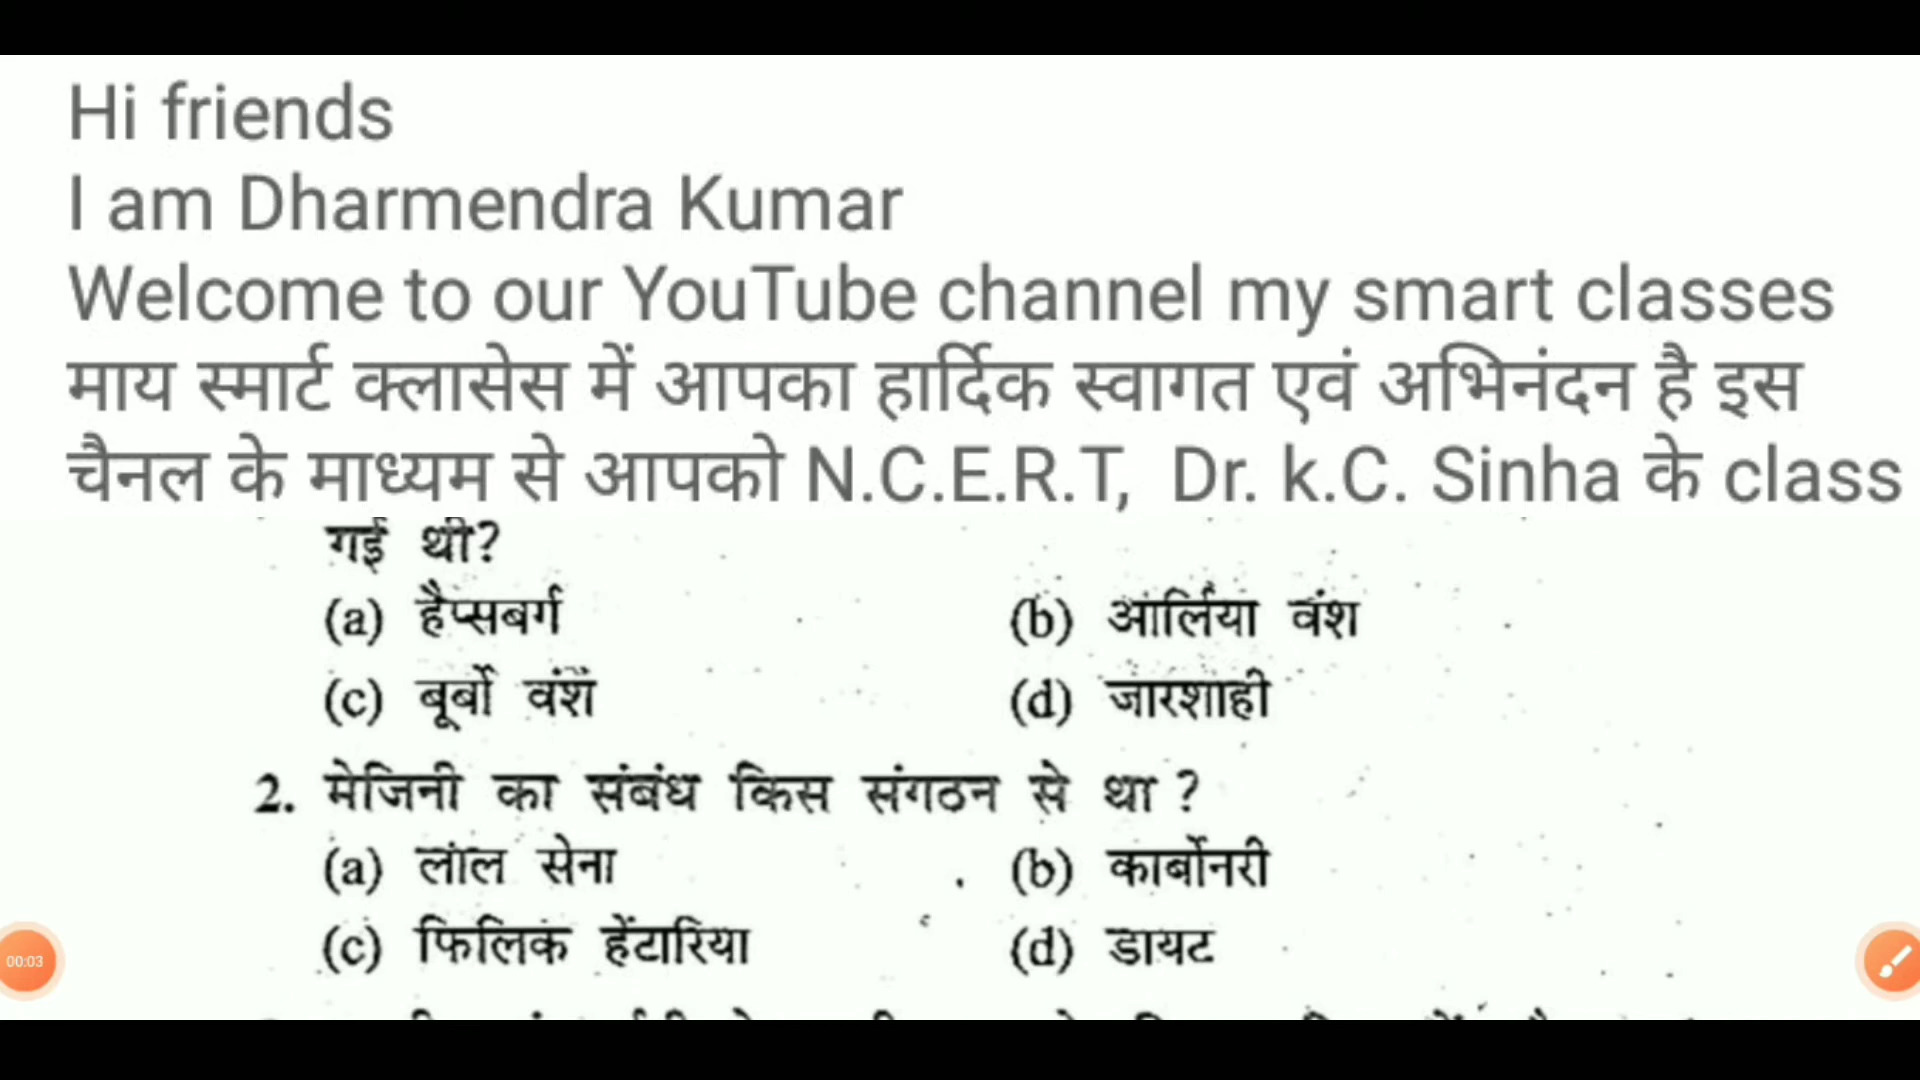 Hi friends
I am Dharmendra Kumar
Welcome to our YouTube channel my smart classes
माय स्मार्ट क्लासेस में आपका हार्दिक स्वागत एवं अभिनंदन है इस
चैनल के माध्यम से आपको N.C.E.R.T, Dr. k.C. Sinha के class
गई थी?
(a) हैप्सबर्ग (b) आर्लिया वंश
(c) बूर्बो वंश (d) जारशाही
2. मेजिनी का संबंध किस संगठन से था ?
(a) लाल सेना (b) कार्बोनरी
(c) फिलिक हेंटारिया (d) डायट
00:03